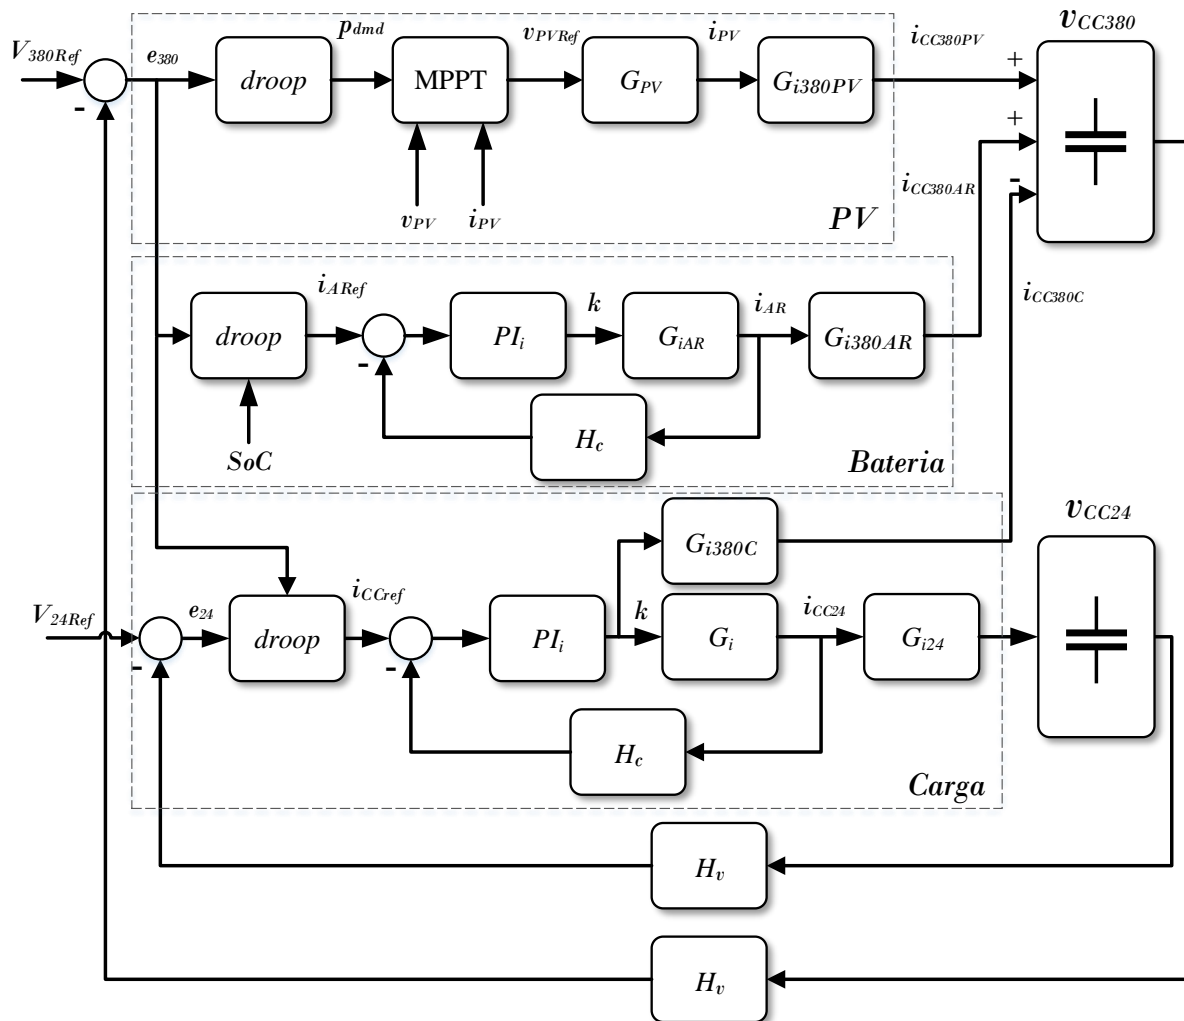 V380Ref
-
e380
droop
pdmd
MPPT
vPVRef
GPV
iPV
Gi380PV
iCC380PV
vPV
iPV
PV
vCC380
+
+
-
iCC380AR
iCC380C
droop
SoC
iARef
-
PIi
k
GiAR
iAR
Gi380AR
Hc
Bateria
V24Ref
-
e24
droop
iCCref
-
PIi
k
Gi380C
Gi
iCC24
Gi24
Hc
Carga
vCC24
Hv
Hv